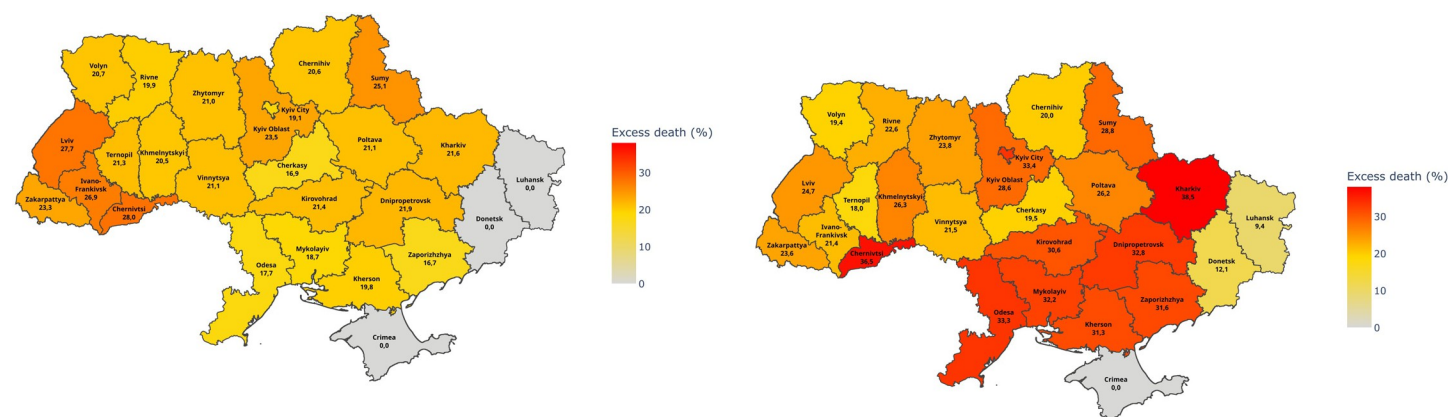 Volyn
20,7
Rivne
19,9
Zhytomyr
21,0
Chernihiv
20,6
Sumy
25,1
Kyiv City
19,1
Kyiv Oblast
23,5
Lviv
27,7
Ternopil
21,3
Khmelnytskyi
20,5
Vinnytsya
21,1
Cherkasy
16,9
Poltava
21,1
Kharkiv
21,6
Luhansk
0,0
Donetsk
0,0
Ivano-
Frankivsk
26,9
Zakarpattya
23,3
Chernivtsi
28,0
Kirovohrad
21,4
Dnipropetrovsk
21,9
Odesa
17,7
Mykolayiv
18,7
Kherson
19,8
Zaporizhzhya
16,7
Crimea
0,0
Excess death (%)
30
20
10
0
Volyn
19,4
Rivne
22,6
Zhytomyr
23,8
Chernihiv
20,0
Sumy
28,8
Kyiv City
33,4
Kyiv Oblast
28,6
Lviv
24,7
Ternopil
18,0
Khmelnytskyi
26,3
Vinnytsya
21,5
Cherkasy
19,5
Poltava
26,2
Kharkiv
38,5
Luhansk
9,4
Donetsk
12,1
Ivano-
Frankivsk
21,4
Zakarpattya
23,6
Chernivtsi
36,5
Kirovohrad
30,6
Dnipropetrovsk
32,8
Odesa
33,3
Mykolayiv
32,2
Kherson
31,3
Zaporizhzhya
31,6
Crimea
0,0
Excess death (%)
30
20
10
0